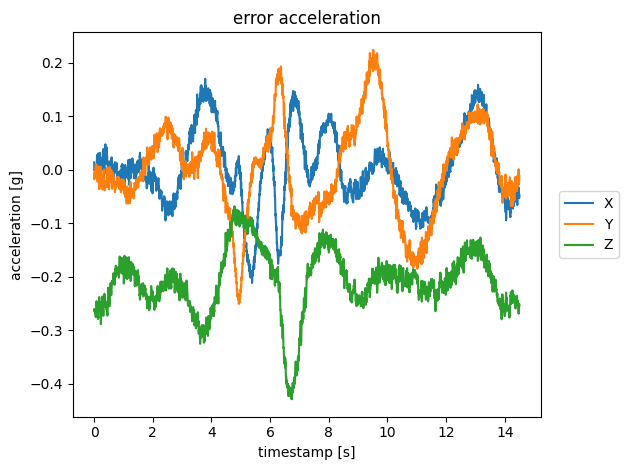 error acceleration
acceleration [g]
0.2
0.1
0.0
−0.1
−0.2
−0.3
−0.4
0 2 4 6 8 10 12 14
timestamp [s]
X
Y
Z